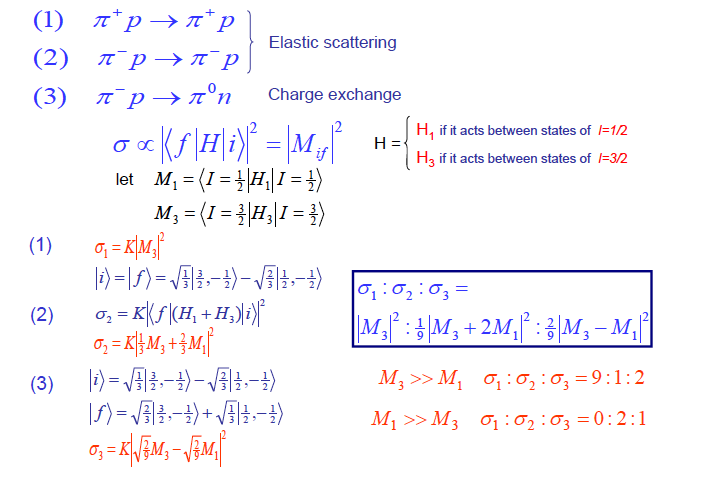 (1) π⁺p → π⁺p
(2) π⁻p → π⁻p
Elastic scattering
(3) π⁻p → π⁰n Charge exchange
σ ∝ |⟨f|H|i⟩|² = |M_if|²
H = { H₁ if it acts between states of I=1/2
H₃ if it acts between states of I=3/2
let M₁ = ⟨I = ½|H₁|I = ½⟩
M₃ = ⟨I = 3/2|H₃|I = 3/2⟩
(1) σ₁ = K|M₃|²
|i⟩ = |f⟩ = √(1/3)|3/2,−1/2⟩ − √(2/3)|1/2,−1/2⟩
(2) σ₂ = K|⟨f|(H₁ + H₃)|i⟩|²
σ₂ = K|1/3 M₃ + 2/3 M₁|²
(3) |i⟩ = √(1/3)|3/2,−1/2⟩ − √(2/3)|1/2,−1/2⟩
|f⟩ = √(2/3)|3/2,−1/2⟩ + √(1/3)|1/2,−1/2⟩
σ₃ = K|√(2/9) M₃ − √(2/9) M₁|²
σ₁ : σ₂ : σ₃ =
|M₃|² : 1/9|M₃ + 2M₁|² : 2/9|M₃ − M₁|²
M₃ >> M₁ σ₁ : σ₂ : σ₃ = 9 : 1 : 2
M₁ >> M₃ σ₁ : σ₂ : σ₃ = 0 : 2 : 1